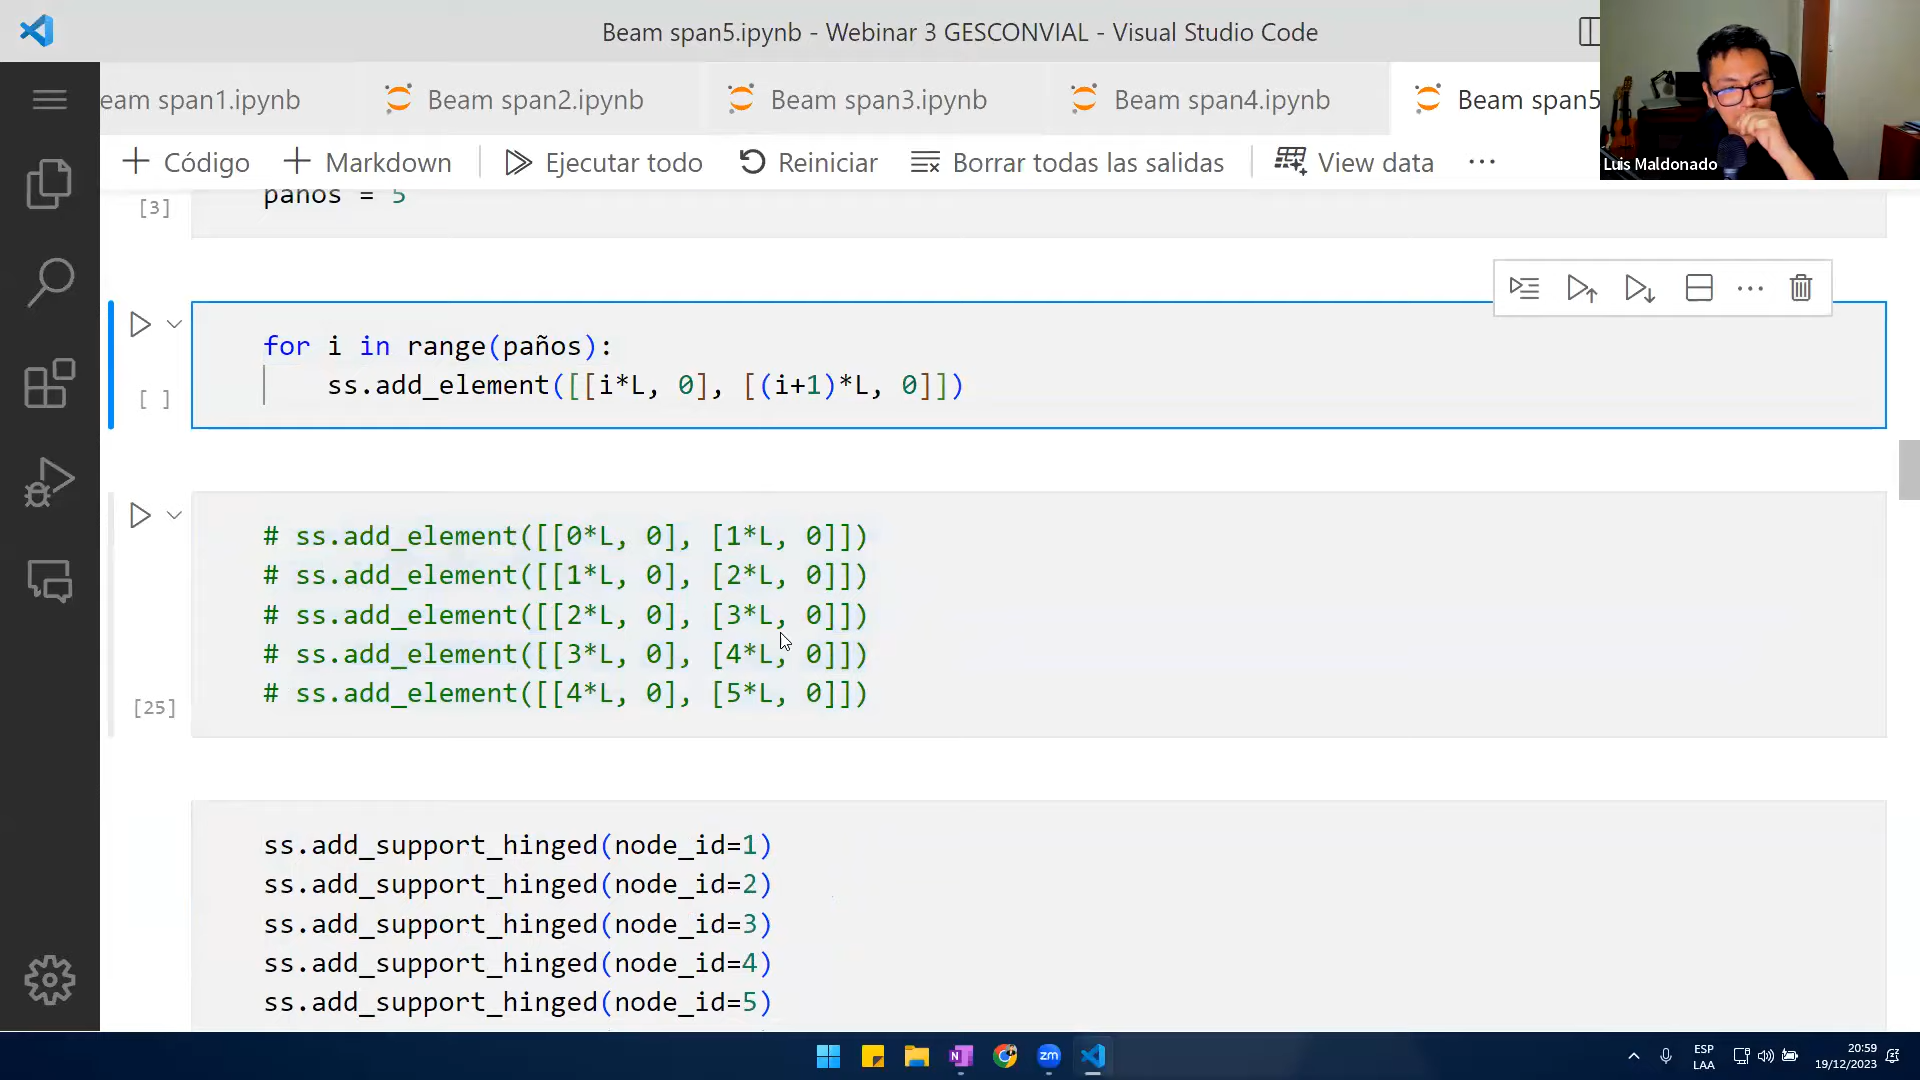 Beam span5.ipynb - Webinar 3 GESCONVIAL - Visual Studio Code
eam span1.ipynb
Beam span2.ipynb
Beam span3.ipynb
Beam span4.ipynb
Beam span5
Luis Maldonado
Código
Markdown
Ejecutar todo
Reiniciar
Borrar todas las salidas
View data
paños = 5
[3]
for i in range(paños):
ss.add_element([[i*L, 0], [(i+1)*L, 0]])
[ ]
# ss.add_element([[0*L, 0], [1*L, 0]])
# ss.add_element([[1*L, 0], [2*L, 0]])
# ss.add_element([[2*L, 0], [3*L, 0]])
# ss.add_element([[3*L, 0], [4*L, 0]])
# ss.add_element([[4*L, 0], [5*L, 0]])
[25]
ss.add_support_hinged(node_id=1)
ss.add_support_hinged(node_id=2)
ss.add_support_hinged(node_id=3)
ss.add_support_hinged(node_id=4)
ss.add_support_hinged(node_id=5)
N
zm
ESP
LAA
20:59
19/12/2023